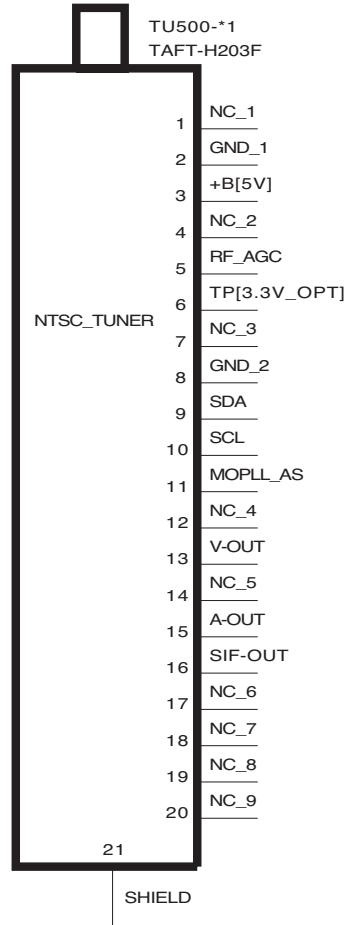 TU500-*1
TAFT-H203F
NTSC_TUNER
1 NC_1
2 GND_1
3 +B[5V]
4 NC_2
5 RF_AGC
6 TP[3.3V_OPT]
7 NC_3
8 GND_2
9 SDA
10 SCL
11 MOPLL_AS
12 NC_4
13 V-OUT
14 NC_5
15 A-OUT
16 SIF-OUT
17 NC_6
18 NC_7
19 NC_8
20 NC_9
21
SHIELD